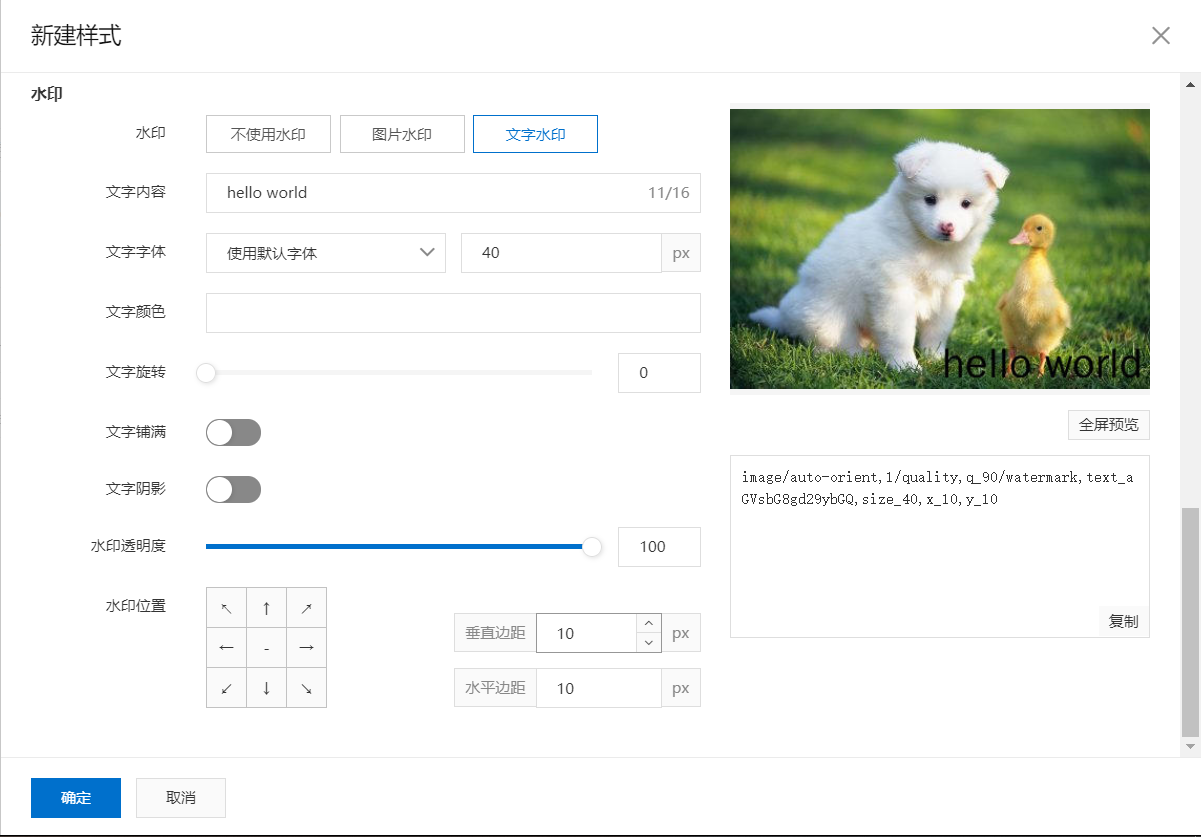 新建样式
水印
水印 不使用水印 图片水印 文字水印
文字内容 hello world 11/16
文字字体 使用默认字体 40 px
文字颜色
文字旋转 0
文字铺满
文字阴影
水印透明度 100
水印位置 ↖ ↑ ↗
垂直边距 10 px
← - →
水平边距 10 px
↙ ↓ ↘
hello world
全屏预览
image/auto-orient,1/quality,q_90/watermark,text_a
GVsbG8gd29ybGQ,size_40,x_10,y_10
复制
确定 取消